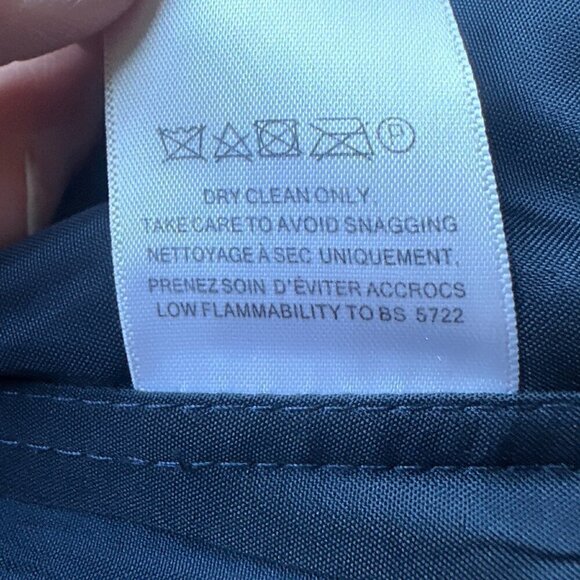 P
DRY CLEAN ONLY.
TAKE CARE TO AVOID SNAGGING
NETTOYAGE À SEC UNIQUEMENT.
PRENEZ SOIN D'ÉVITER ACCROCS
LOW FLAMMABILITY TO BS 5722